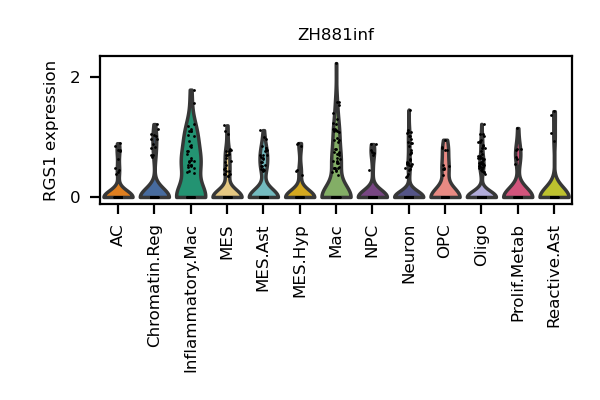 ZH881inf
RGS1 expression
2
0
AC
Chromatin.Reg
Inflammatory.Mac
MES
MES.Ast
MES.Hyp
Mac
NPC
Neuron
OPC
Oligo
Prolif.Metab
Reactive.Ast